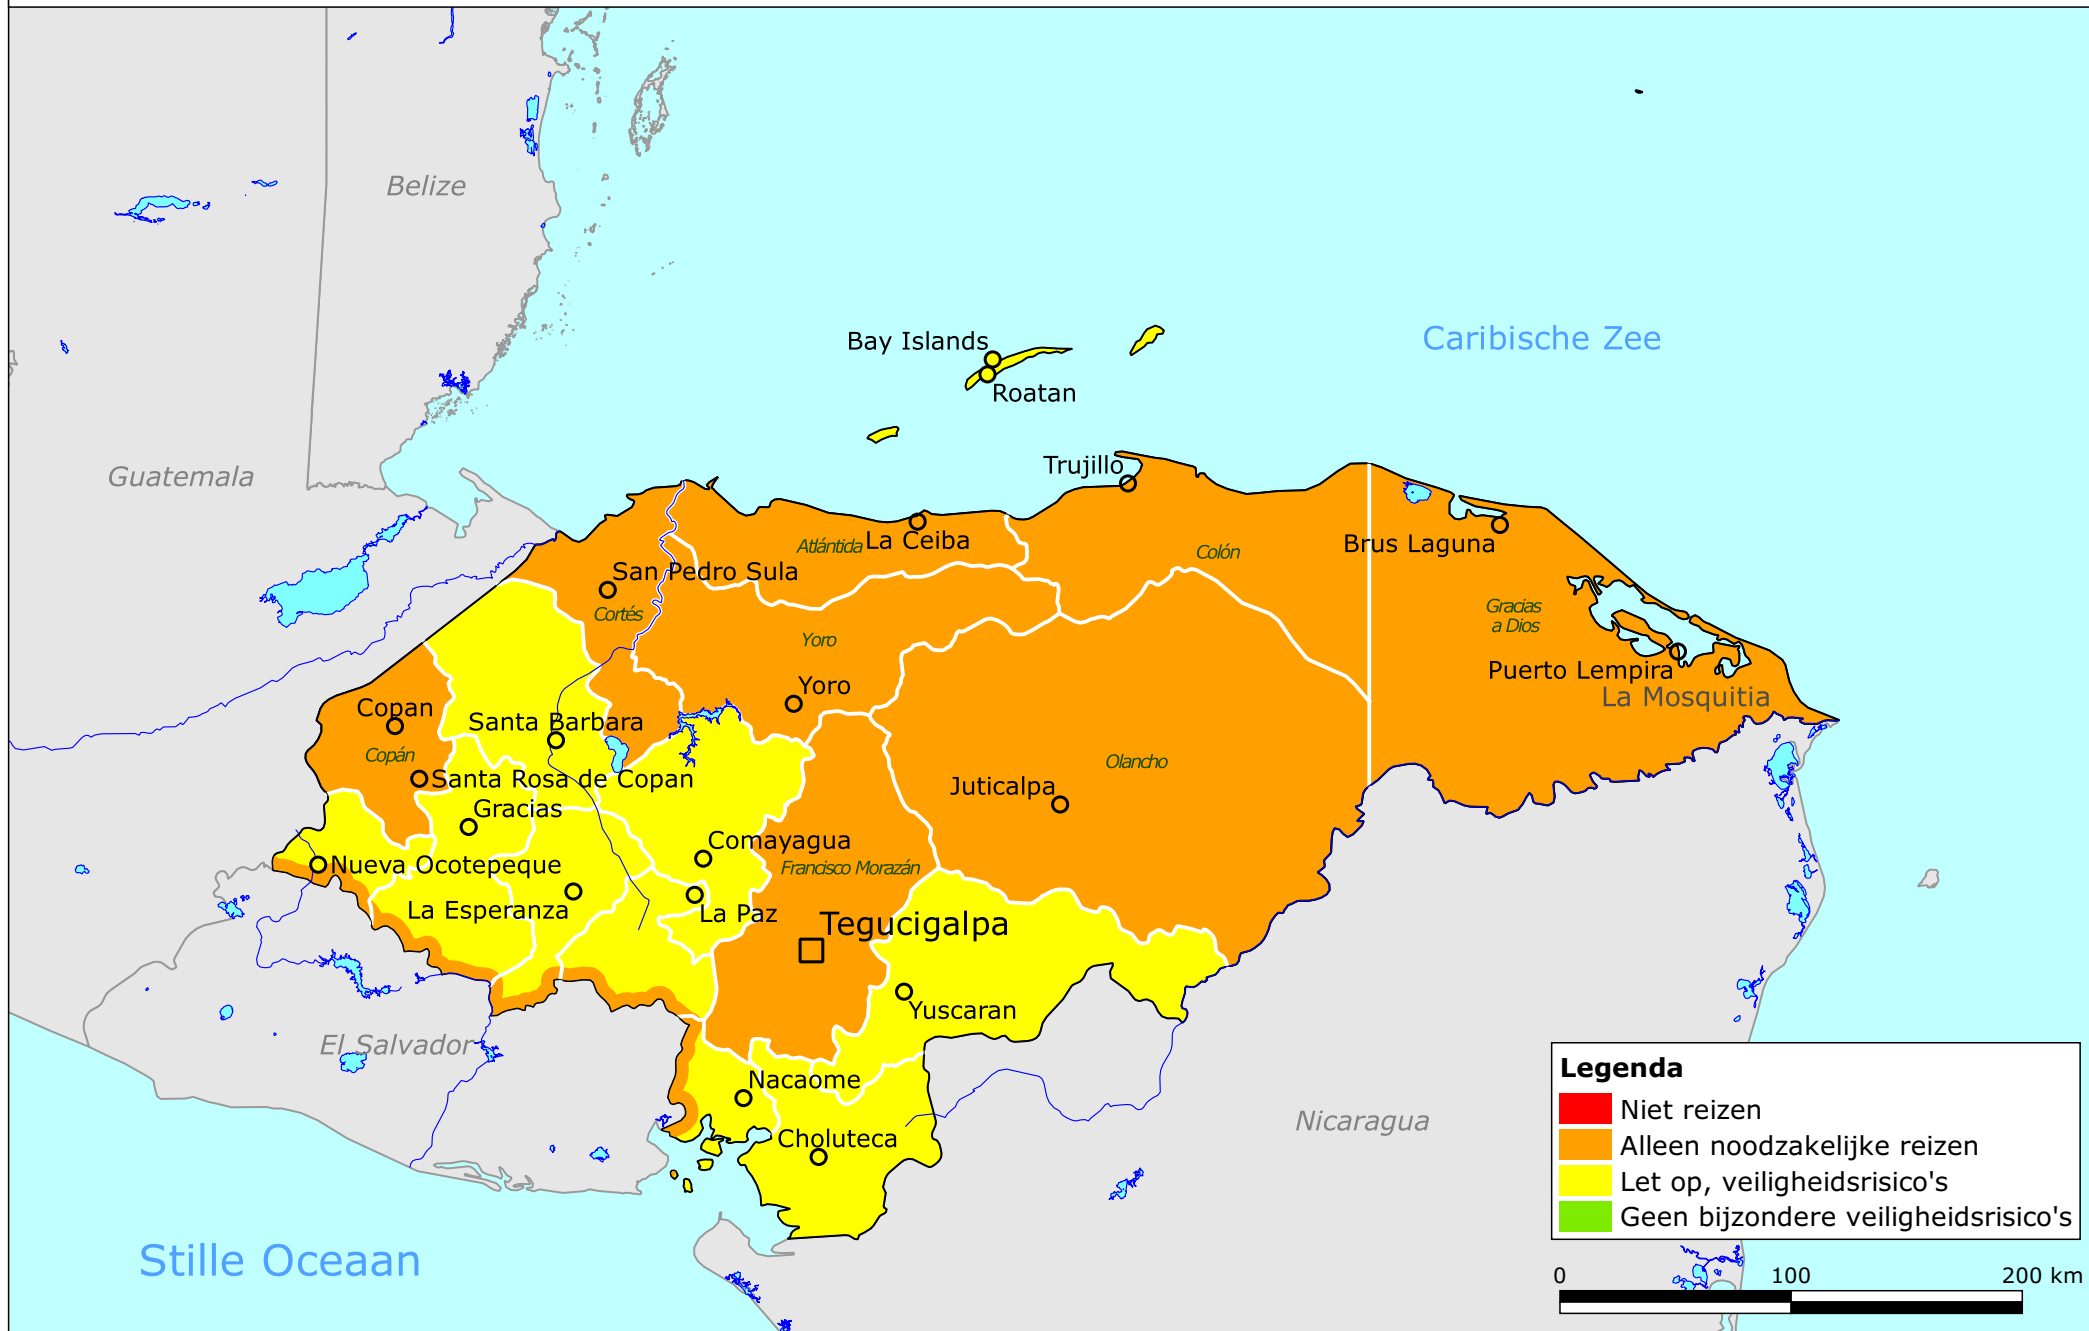 Belize
Bay Islands
Caribische Zee
Roatan
Trujillo
Guatemala
La Ceiba
Atlántida
Colón
Brus Laguna
San Pedro Sula
Cortés
Gracias
a Dios
Yoro
Puerto Lempira
Yoro
La Mosquitia
Copan
Santa Barbara
Copán
Olancho
Santa Rosa de Copan
Juticalpa
Gracias
Comayagua
Nueva Ocotepeque
Francisco Morazán
La Esperanza
La Paz
Tegucigalpa
Yuscaran
El Salvador
Nacaome
Choluteca
Nicaragua
Stille Oceaan
Legenda
Niet reizen
Alleen noodzakelijke reizen
Let op, veiligheidsrisico's
Geen bijzondere veiligheidsrisico's
0 100 200 km